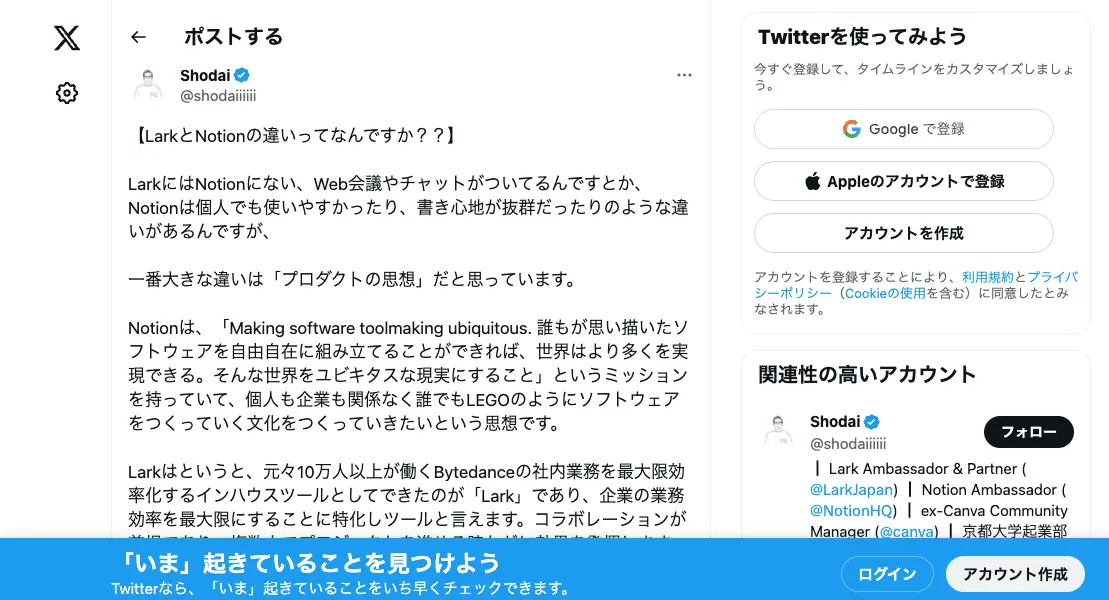 ポストする
Shodai
@shodaiiiiii
【LarkとNotionの違いってなんですか？？】
LarkにはNotionにない、Web会議やチャットがついてるんですとか、
Notionは個人でも使いやすかったり、書き心地が抜群だったりのような違
いがあるんですが、
一番大きな違いは「プロダクトの思想」だと思っています。
Notionは、「Making software toolmaking ubiquitous. 誰もが思い描いたソ
フトウェアを自由自在に組み立てることができれば、世界はより多くを実
現できる。そんな世界をユビキタスな現実にすること」というミッション
を持っていて、個人も企業も関係なく誰でもLEGOのようにソフトウェア
をつくっていく文化をつくっていきたいという思想です。
Larkはというと、元々10万人以上が働くBytedanceの社内業務を最大限効
率化するインハウスツールとしてできたのが「Lark」であり、企業の業務
効率を最大限にすることに特化しツールと言えます。コラボレーションが
Twitterを使ってみよう
今すぐ登録して、タイムラインをカスタマイズしましょ
う。
Google で登録
Appleのアカウントで登録
アカウントを作成
アカウントを登録することにより、利用規約とプライバ
シーポリシー（Cookieの使用を含む）に同意したとみ
なされます。
関連性の高いアカウント
Shodai
@shodaiiiiii
フォロー
┃ Lark Ambassador & Partner (
@LarkJapan) ┃ Notion Ambassador (
@NotionHQ) ┃ ex-Canva Community
Manager (@canva) ┃ 京都大学起業部
「いま」起きていることを見つけよう
Twitterなら、「いま」起きていることをいち早くチェックできます。
ログイン
アカウント作成